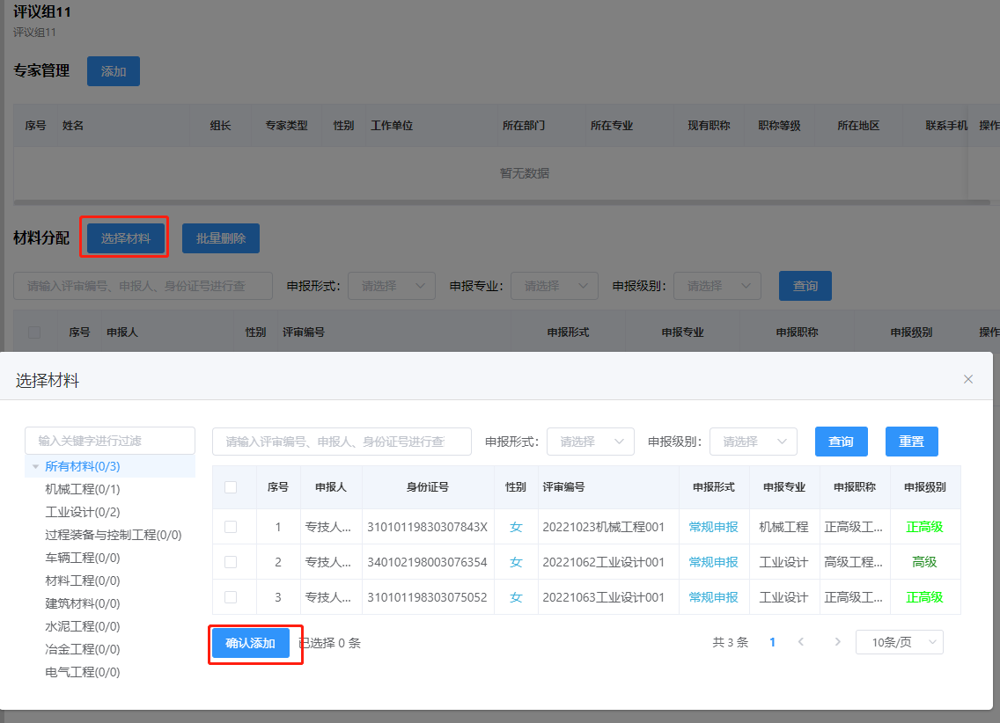 评议组11
评议组11
专家管理 添加
序号 姓名 组长 专家类型 性别 工作单位 所在部门 所在专业 现有职称 职称等级 所在地区 联系手机 操作
暂无数据
材料分配 选择材料 批量删除
请输入评审编号、申报人、身份证号进行查 申报形式: 请选择 申报专业: 请选择 申报级别: 请选择 查询
序号 申报人 性别 评审编号 申报形式 申报专业 申报职称 申报级别 操作
选择材料
输入关键字进行过滤 请输入评审编号、申报人、身份证号进行查 申报形式: 请选择 申报级别: 请选择 查询 重置
所有材料(0/3)
机械工程(0/1)
工业设计(0/2)
过程装备与控制工程(0/0)
车辆工程(0/0)
材料工程(0/0)
建筑材料(0/0)
水泥工程(0/0)
冶金工程(0/0)
电气工程(0/0)
序号 申报人 身份证号 性别 评审编号 申报形式 申报专业 申报职称 申报级别
1 专技人... 31010119830307843X 女 20221023机械工程001 常规申报 机械工程 正高级工... 正高级
2 专技人... 340102198003076354 女 20221062工业设计001 常规申报 工业设计 高级工程... 高级
3 专技人... 310101198303075052 女 20221063工业设计001 常规申报 工业设计 正高级工... 正高级
确认添加 已选择 0 条 共 3 条 1 10条/页